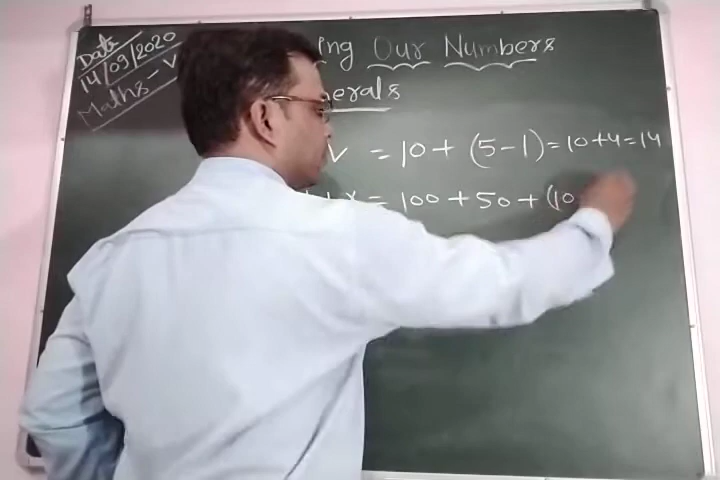 Date
14/09/2020
Maths - V
ing Our Numbers
erals
V = 10 + (5 - 1) = 10 + 4 = 14
X = 100 + 50 + (10